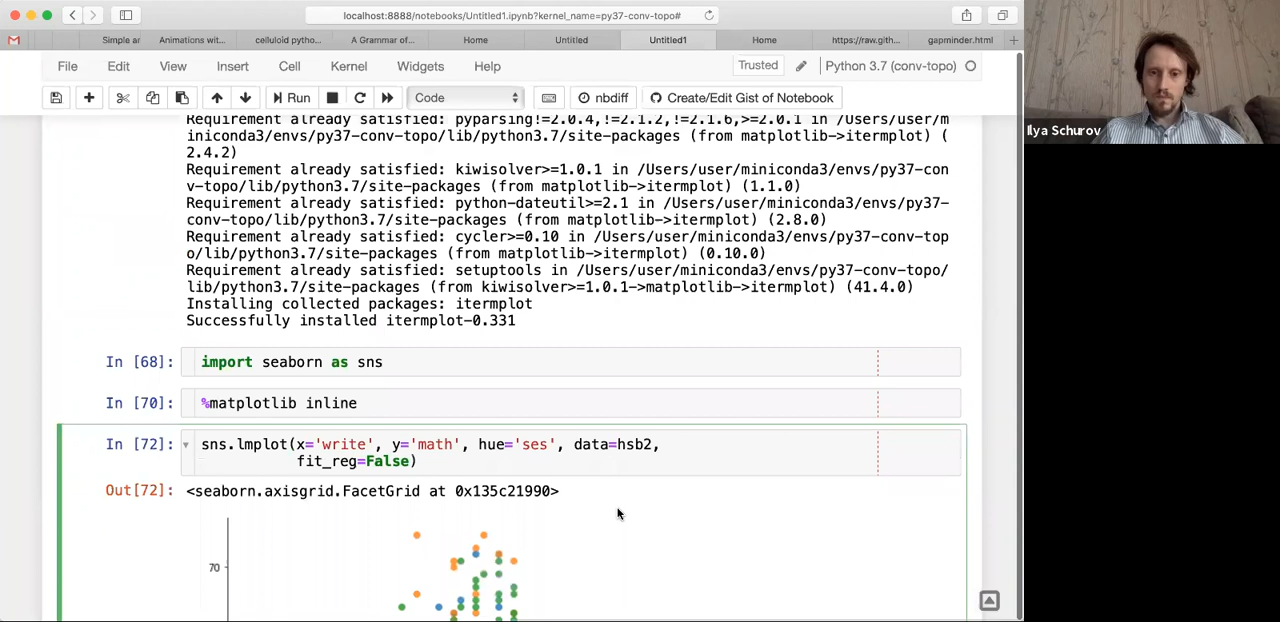 localhost:8888/notebooks/Untitled1.ipynb?kernel_name=py37-conv-topo#
Simple ar Animations wit... celluloid pytho... A Grammar of... Home Untitled Untitled1 Home https://raw.gith... gapminder.html
File Edit View Insert Cell Kernel Widgets Help Trusted Python 3.7 (conv-topo)
Run Code nbdiff Create/Edit Gist of Notebook
Requirement already satisfied: pyparsing!=2.0.4,!=2.1.2,!=2.1.6,>=2.0.1 in /Users/user/m
iniconda3/envs/py37-conv-topo/lib/python3.7/site-packages (from matplotlib->itermplot) (
2.4.2)
Requirement already satisfied: kiwisolver>=1.0.1 in /Users/user/miniconda3/envs/py37-con
v-topo/lib/python3.7/site-packages (from matplotlib->itermplot) (1.1.0)
Requirement already satisfied: python-dateutil>=2.1 in /Users/user/miniconda3/envs/py37-
conv-topo/lib/python3.7/site-packages (from matplotlib->itermplot) (2.8.0)
Requirement already satisfied: cycler>=0.10 in /Users/user/miniconda3/envs/py37-conv-top
o/lib/python3.7/site-packages (from matplotlib->itermplot) (0.10.0)
Requirement already satisfied: setuptools in /Users/user/miniconda3/envs/py37-conv-topo/
lib/python3.7/site-packages (from kiwisolver>=1.0.1->matplotlib->itermplot) (41.4.0)
Installing collected packages: itermplot
Successfully installed itermplot-0.331
In [68]: import seaborn as sns
In [70]: %matplotlib inline
In [72]: sns.lmplot(x='write', y='math', hue='ses', data=hsb2,
fit_reg=False)
Out[72]: <seaborn.axisgrid.FacetGrid at 0x135c21990>
70
Ilya Schurov